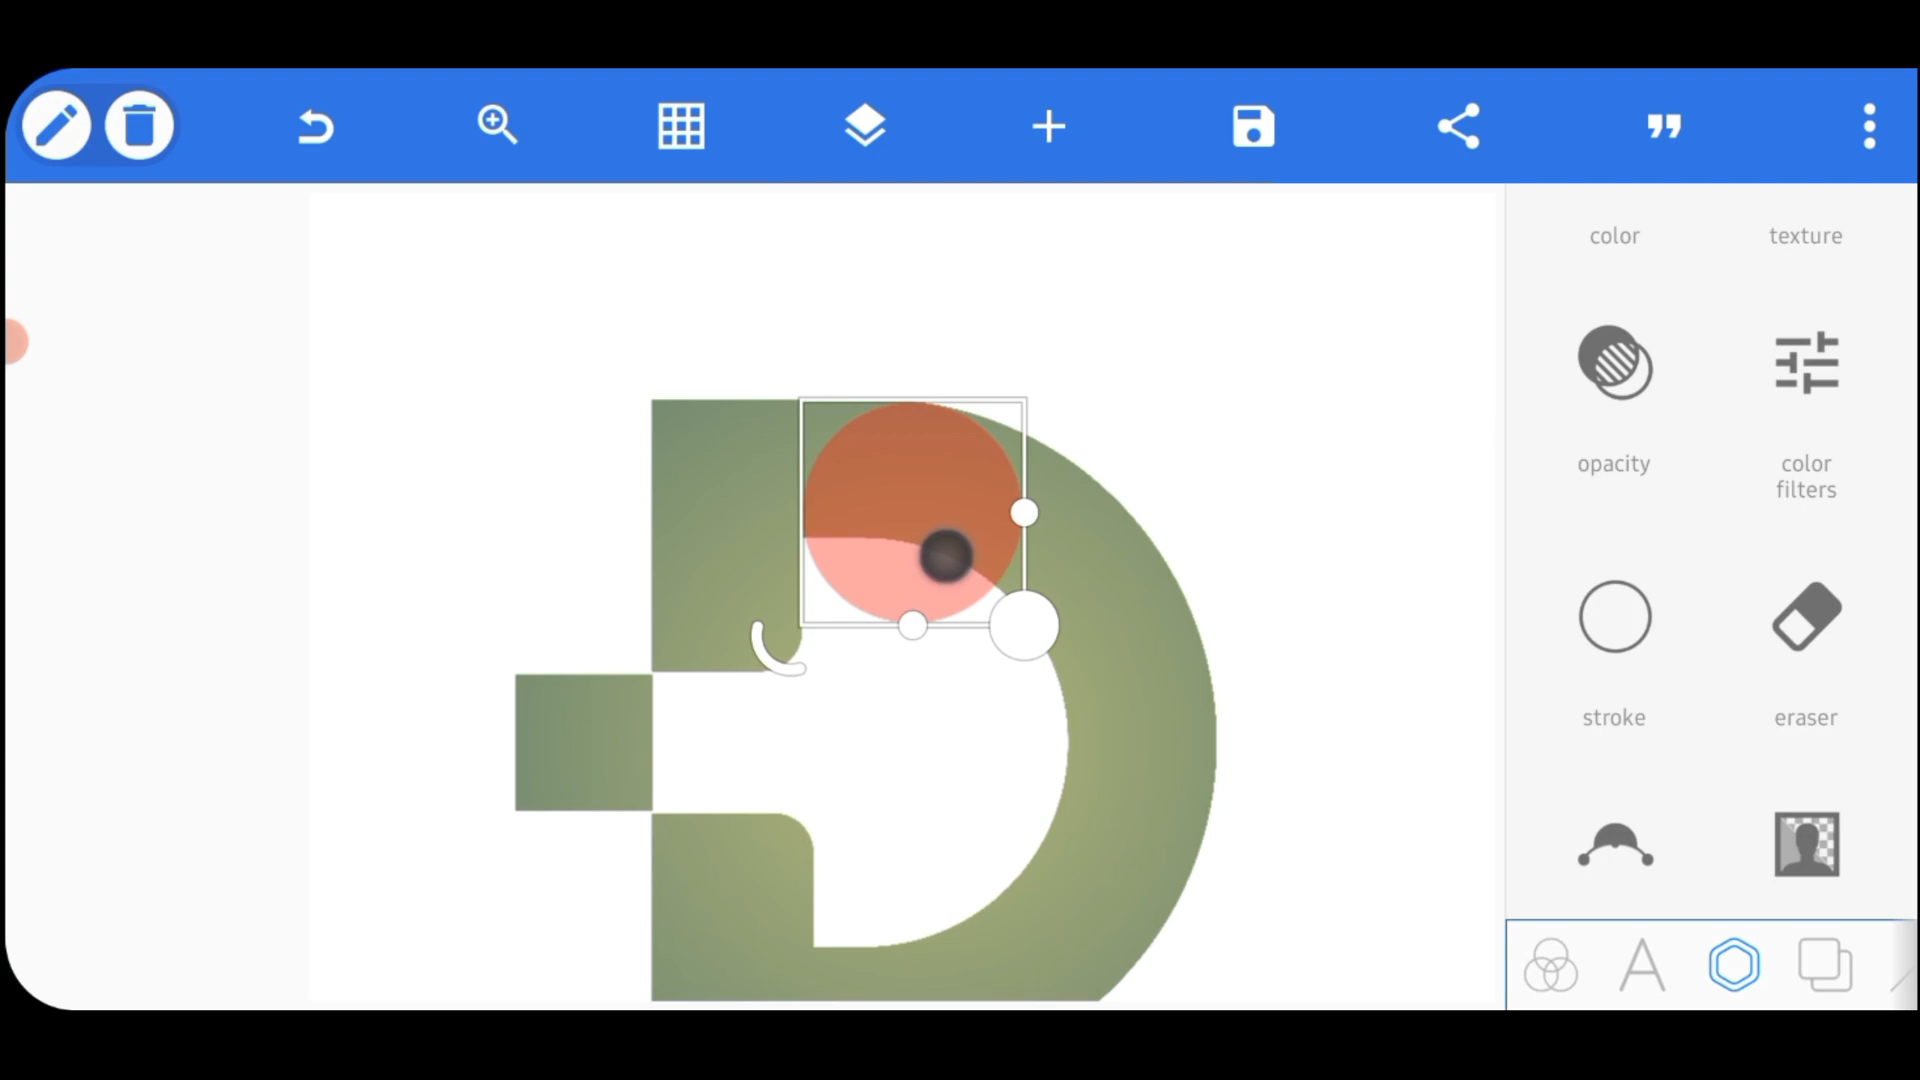 color
texture
opacity
color
filters
stroke
eraser